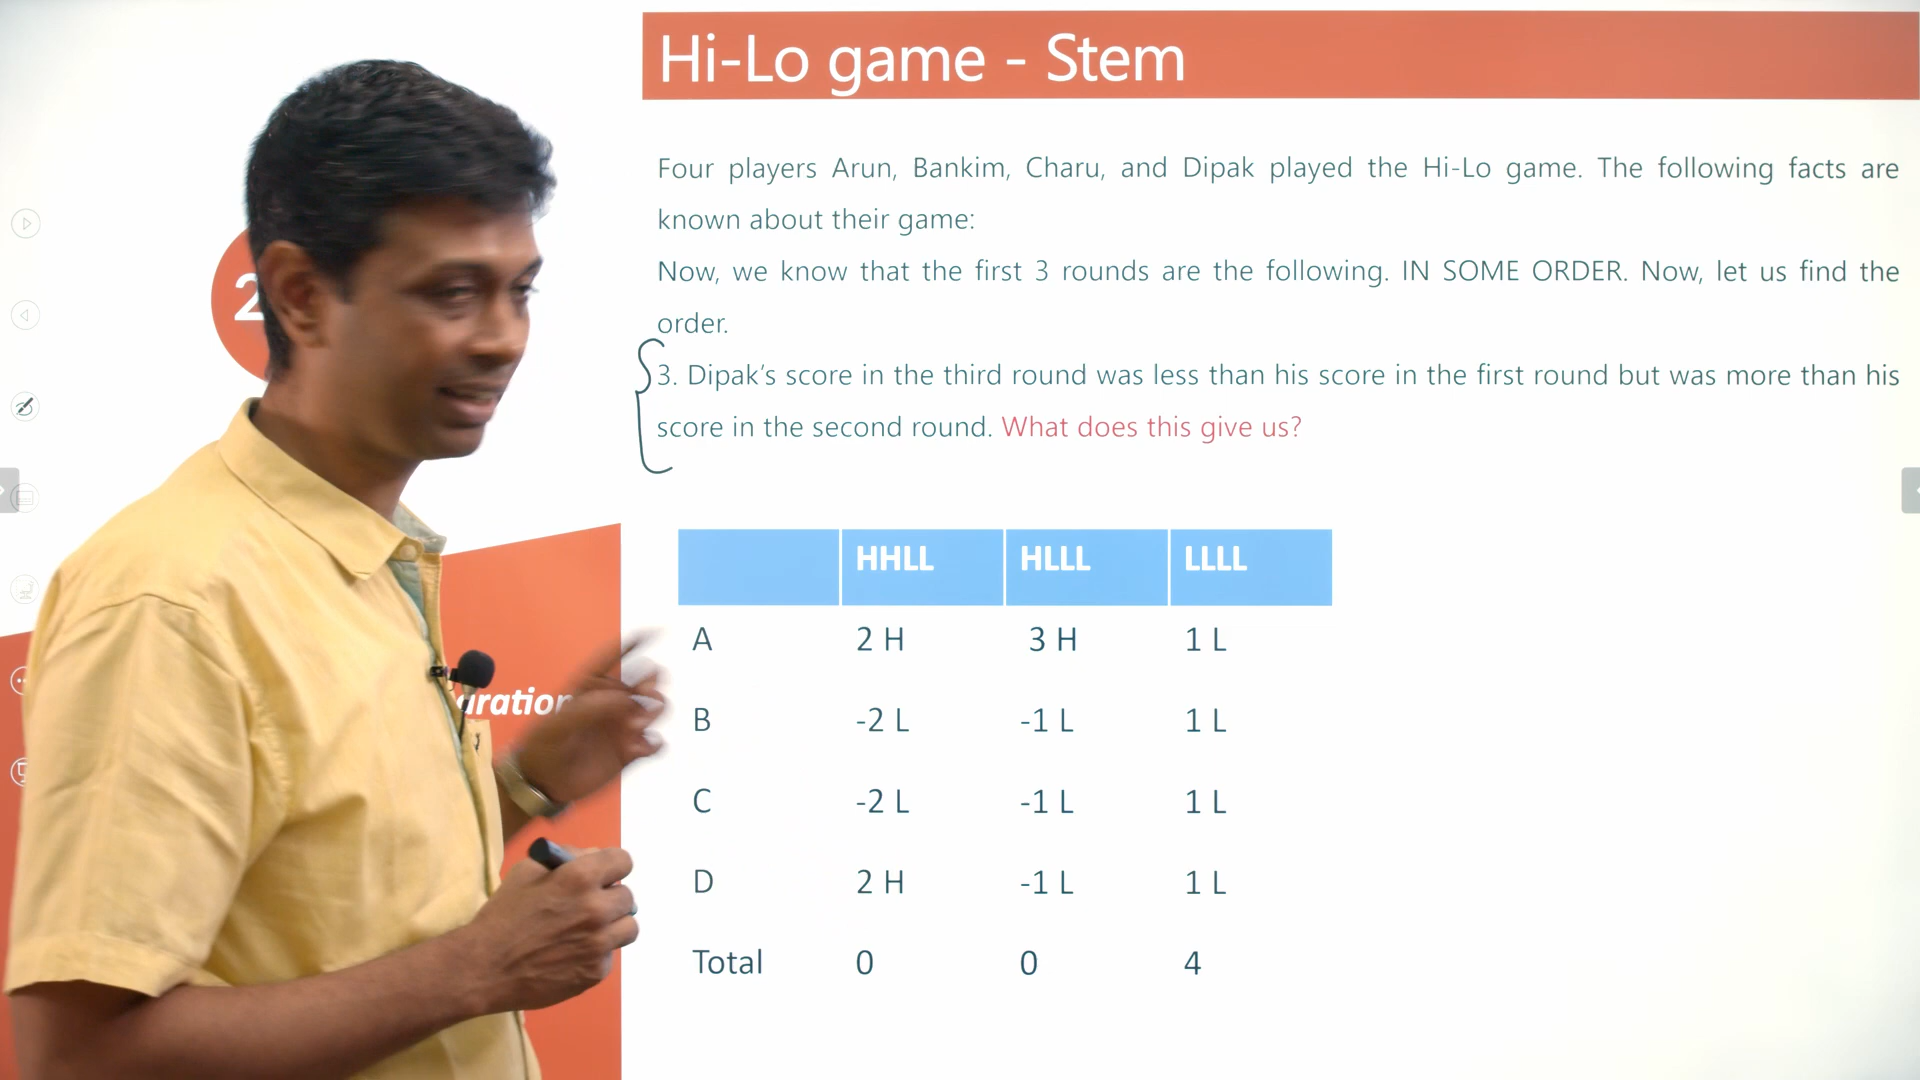 Hi-Lo game - Stem
Four players Arun, Bankim, Charu, and Dipak played the Hi-Lo game. The following facts are
known about their game:
Now, we know that the first 3 rounds are the following. IN SOME ORDER. Now, let us find the
order.
3. Dipak's score in the third round was less than his score in the first round but was more than his
score in the second round. What does this give us?
HHLL HLLL LLLL
A 2 H 3 H 1 L
B -2 L -1 L 1 L
C -2 L -1 L 1 L
D 2 H -1 L 1 L
Total 0 0 4
2